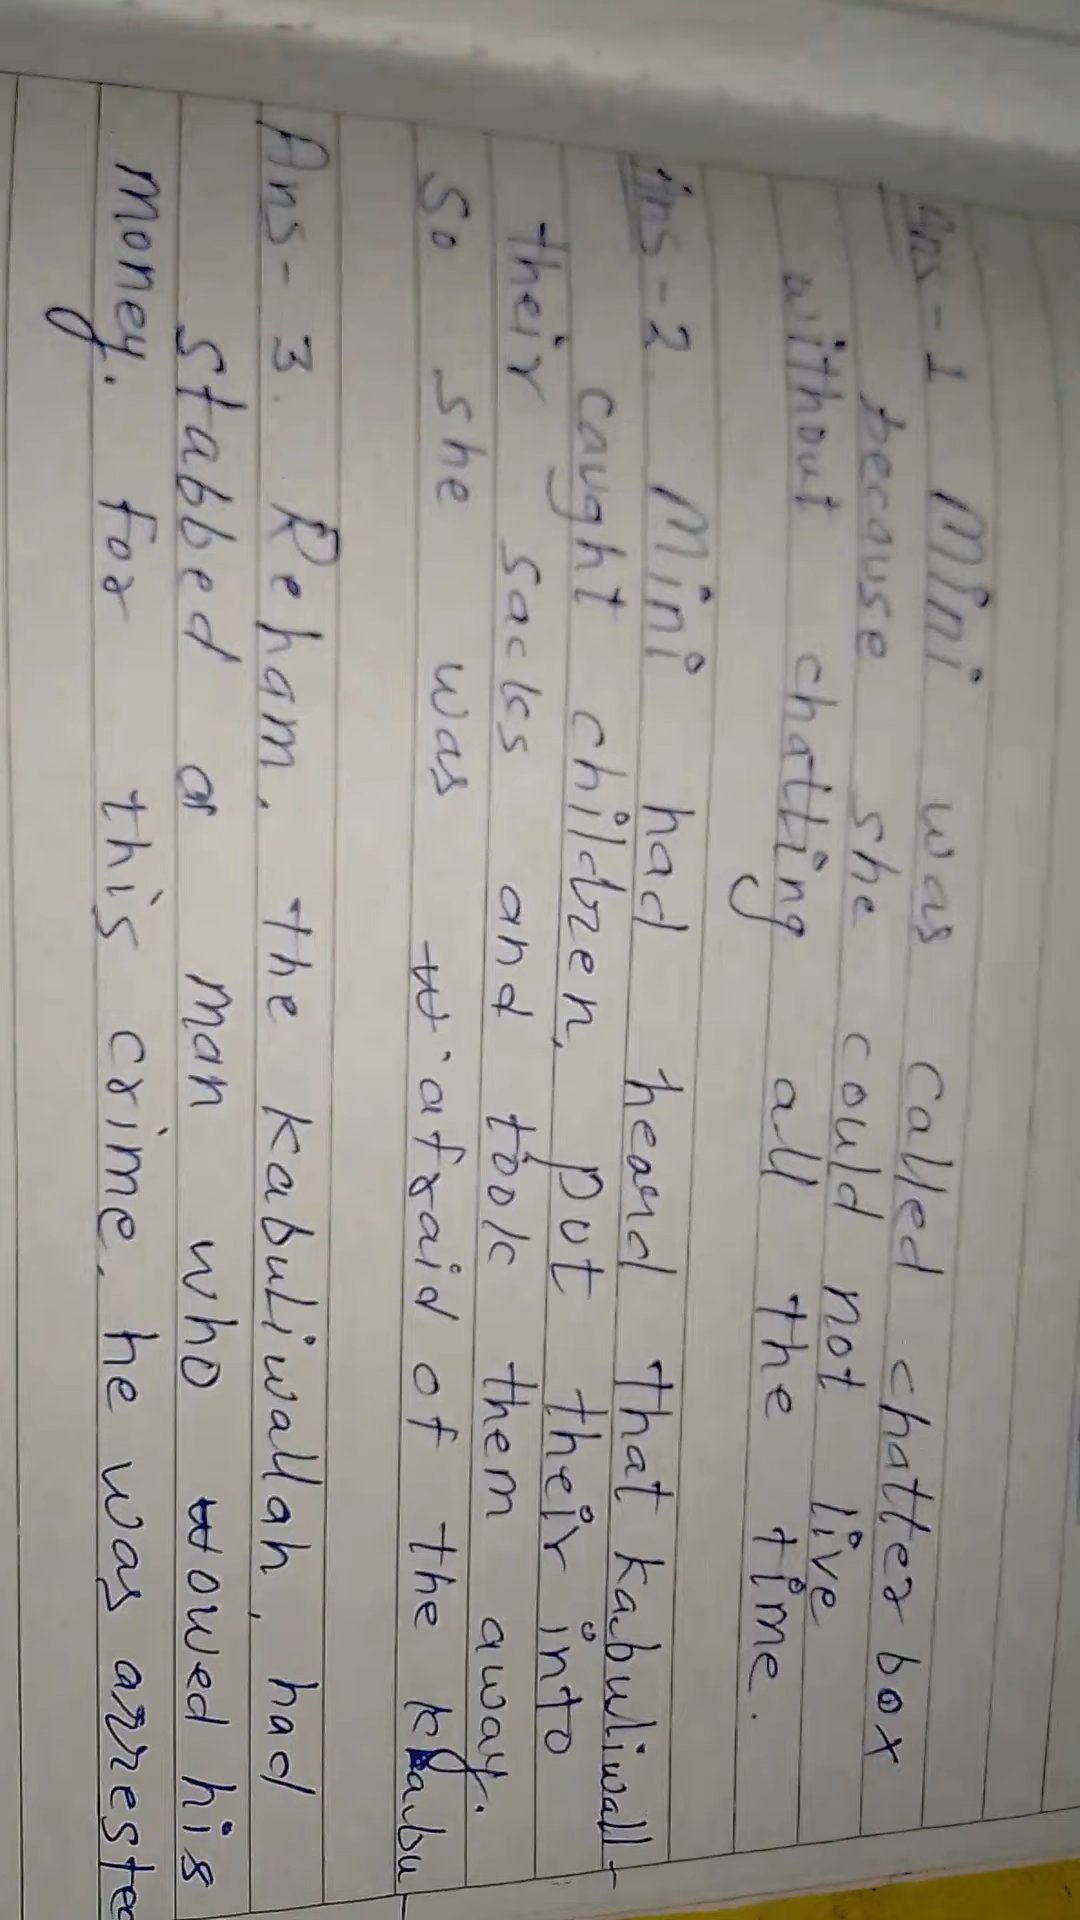 Ans-1 Mini was called chatter box
because she could not live
without chatting all the time.
Ans-2. Mini had heard that kabuliwall-
caught children, put their into
their sacks and took them away.
So she was afraid of the kabu
Ans-3. Reham, the kabuliwallah, had
stabbed a man who owed his
money. for this crime, he was arrested